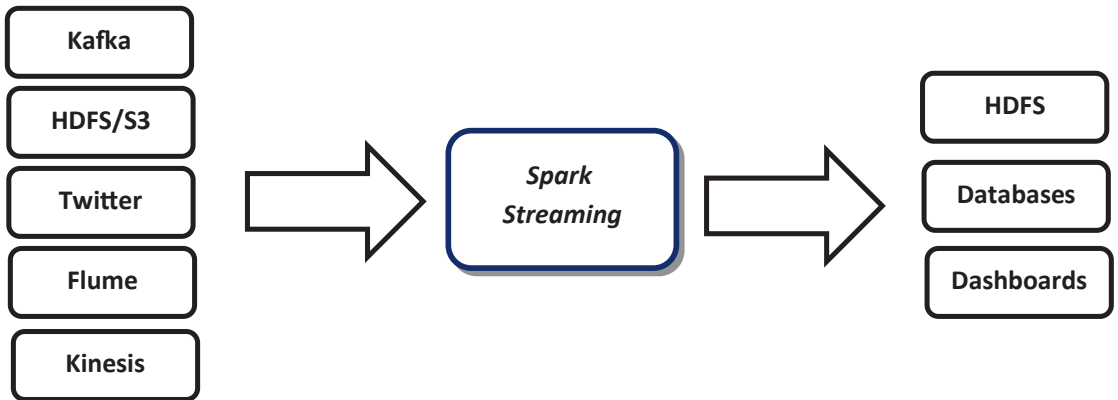 Kafka
HDFS/S3
Twitter
Flume
Kinesis
Spark
Streaming
HDFS
Databases
Dashboards